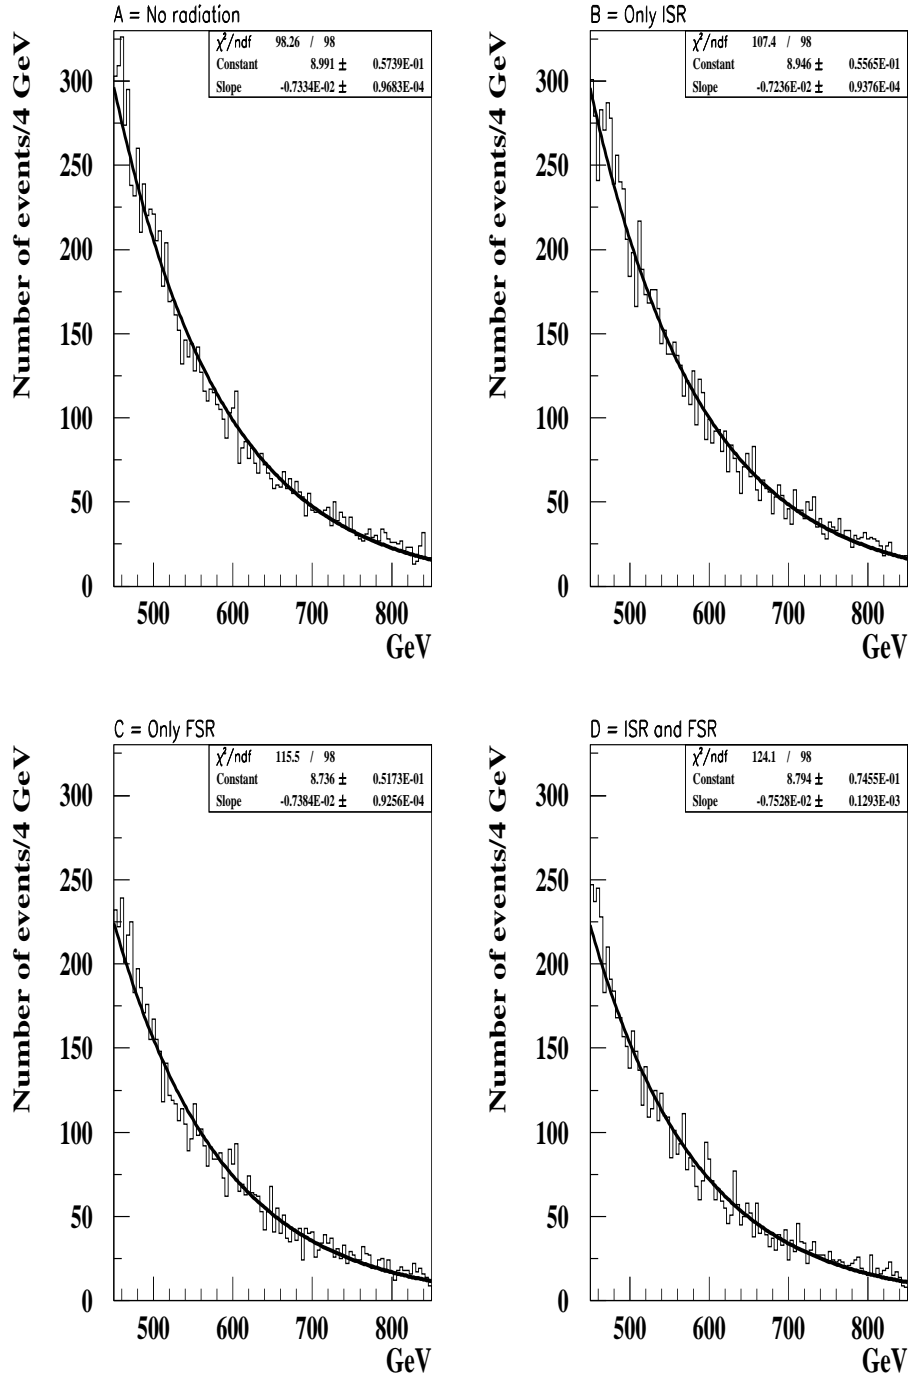 A = No radiation
χ²/ndf 98.26 / 98
Constant 8.991 ± 0.5739E-01
Slope -0.7334E-02 ± 0.9683E-04
Number of events/4 GeV
300
250
200
150
100
50
0
500 600 700 800
GeV
B = Only ISR
χ²/ndf 107.4 / 98
Constant 8.946 ± 0.5565E-01
Slope -0.7236E-02 ± 0.9376E-04
Number of events/4 GeV
300
250
200
150
100
50
0
500 600 700 800
GeV
C = Only FSR
χ²/ndf 115.5 / 98
Constant 8.736 ± 0.5173E-01
Slope -0.7384E-02 ± 0.9256E-04
Number of events/4 GeV
300
250
200
150
100
50
0
500 600 700 800
GeV
D = ISR and FSR
χ²/ndf 124.1 / 98
Constant 8.794 ± 0.7455E-01
Slope -0.7528E-02 ± 0.1293E-03
Number of events/4 GeV
300
250
200
150
100
50
0
500 600 700 800
GeV